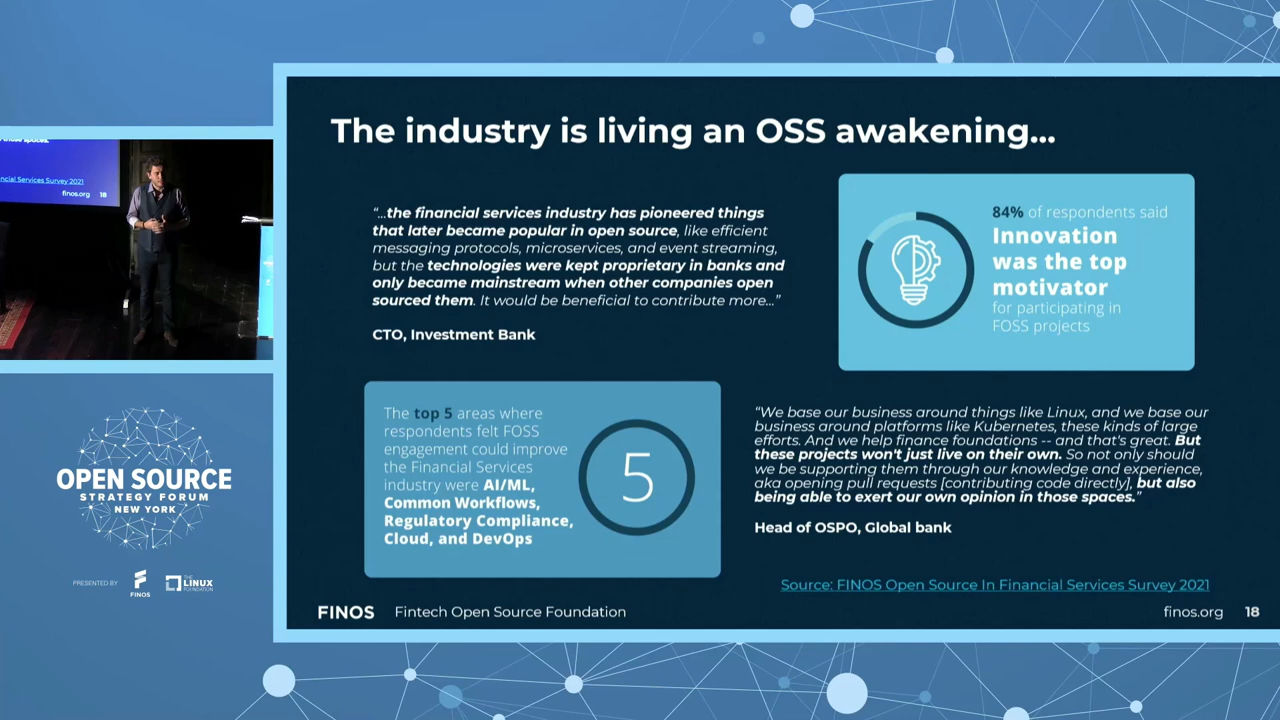 The industry is living an OSS awakening...
“...the financial services industry has pioneered things
that later became popular in open source, like efficient
messaging protocols, microservices, and event streaming,
but the technologies were kept proprietary in banks and
only became mainstream when other companies open
sourced them. It would be beneficial to contribute more...”
CTO, Investment Bank
84% of respondents said
Innovation
was the top
motivator
for participating in
FOSS projects
The top 5 areas where
respondents felt FOSS
engagement could improve
the Financial Services
industry were AI/ML,
Common Workflows,
Regulatory Compliance,
Cloud, and DevOps
5
“We base our business around things like Linux, and we base our
business around platforms like Kubernetes, these kinds of large
efforts. And we help finance foundations -- and that's great. But
these projects won't just live on their own. So not only should
we be supporting them through our knowledge and experience,
aka opening pull requests [contributing code directly], but also
being able to exert our own opinion in those spaces.”
Head of OSPO, Global bank
Source: FINOS Open Source In Financial Services Survey 2021
FINOS Fintech Open Source Foundation
finos.org 18
those spaces.
ncial Services Survey 2021
finos.org 18
OPEN SOURCE
STRATEGY FORUM
NEW YORK
PRESENTED BY
FINOS
THE
LINUX
FOUNDATION